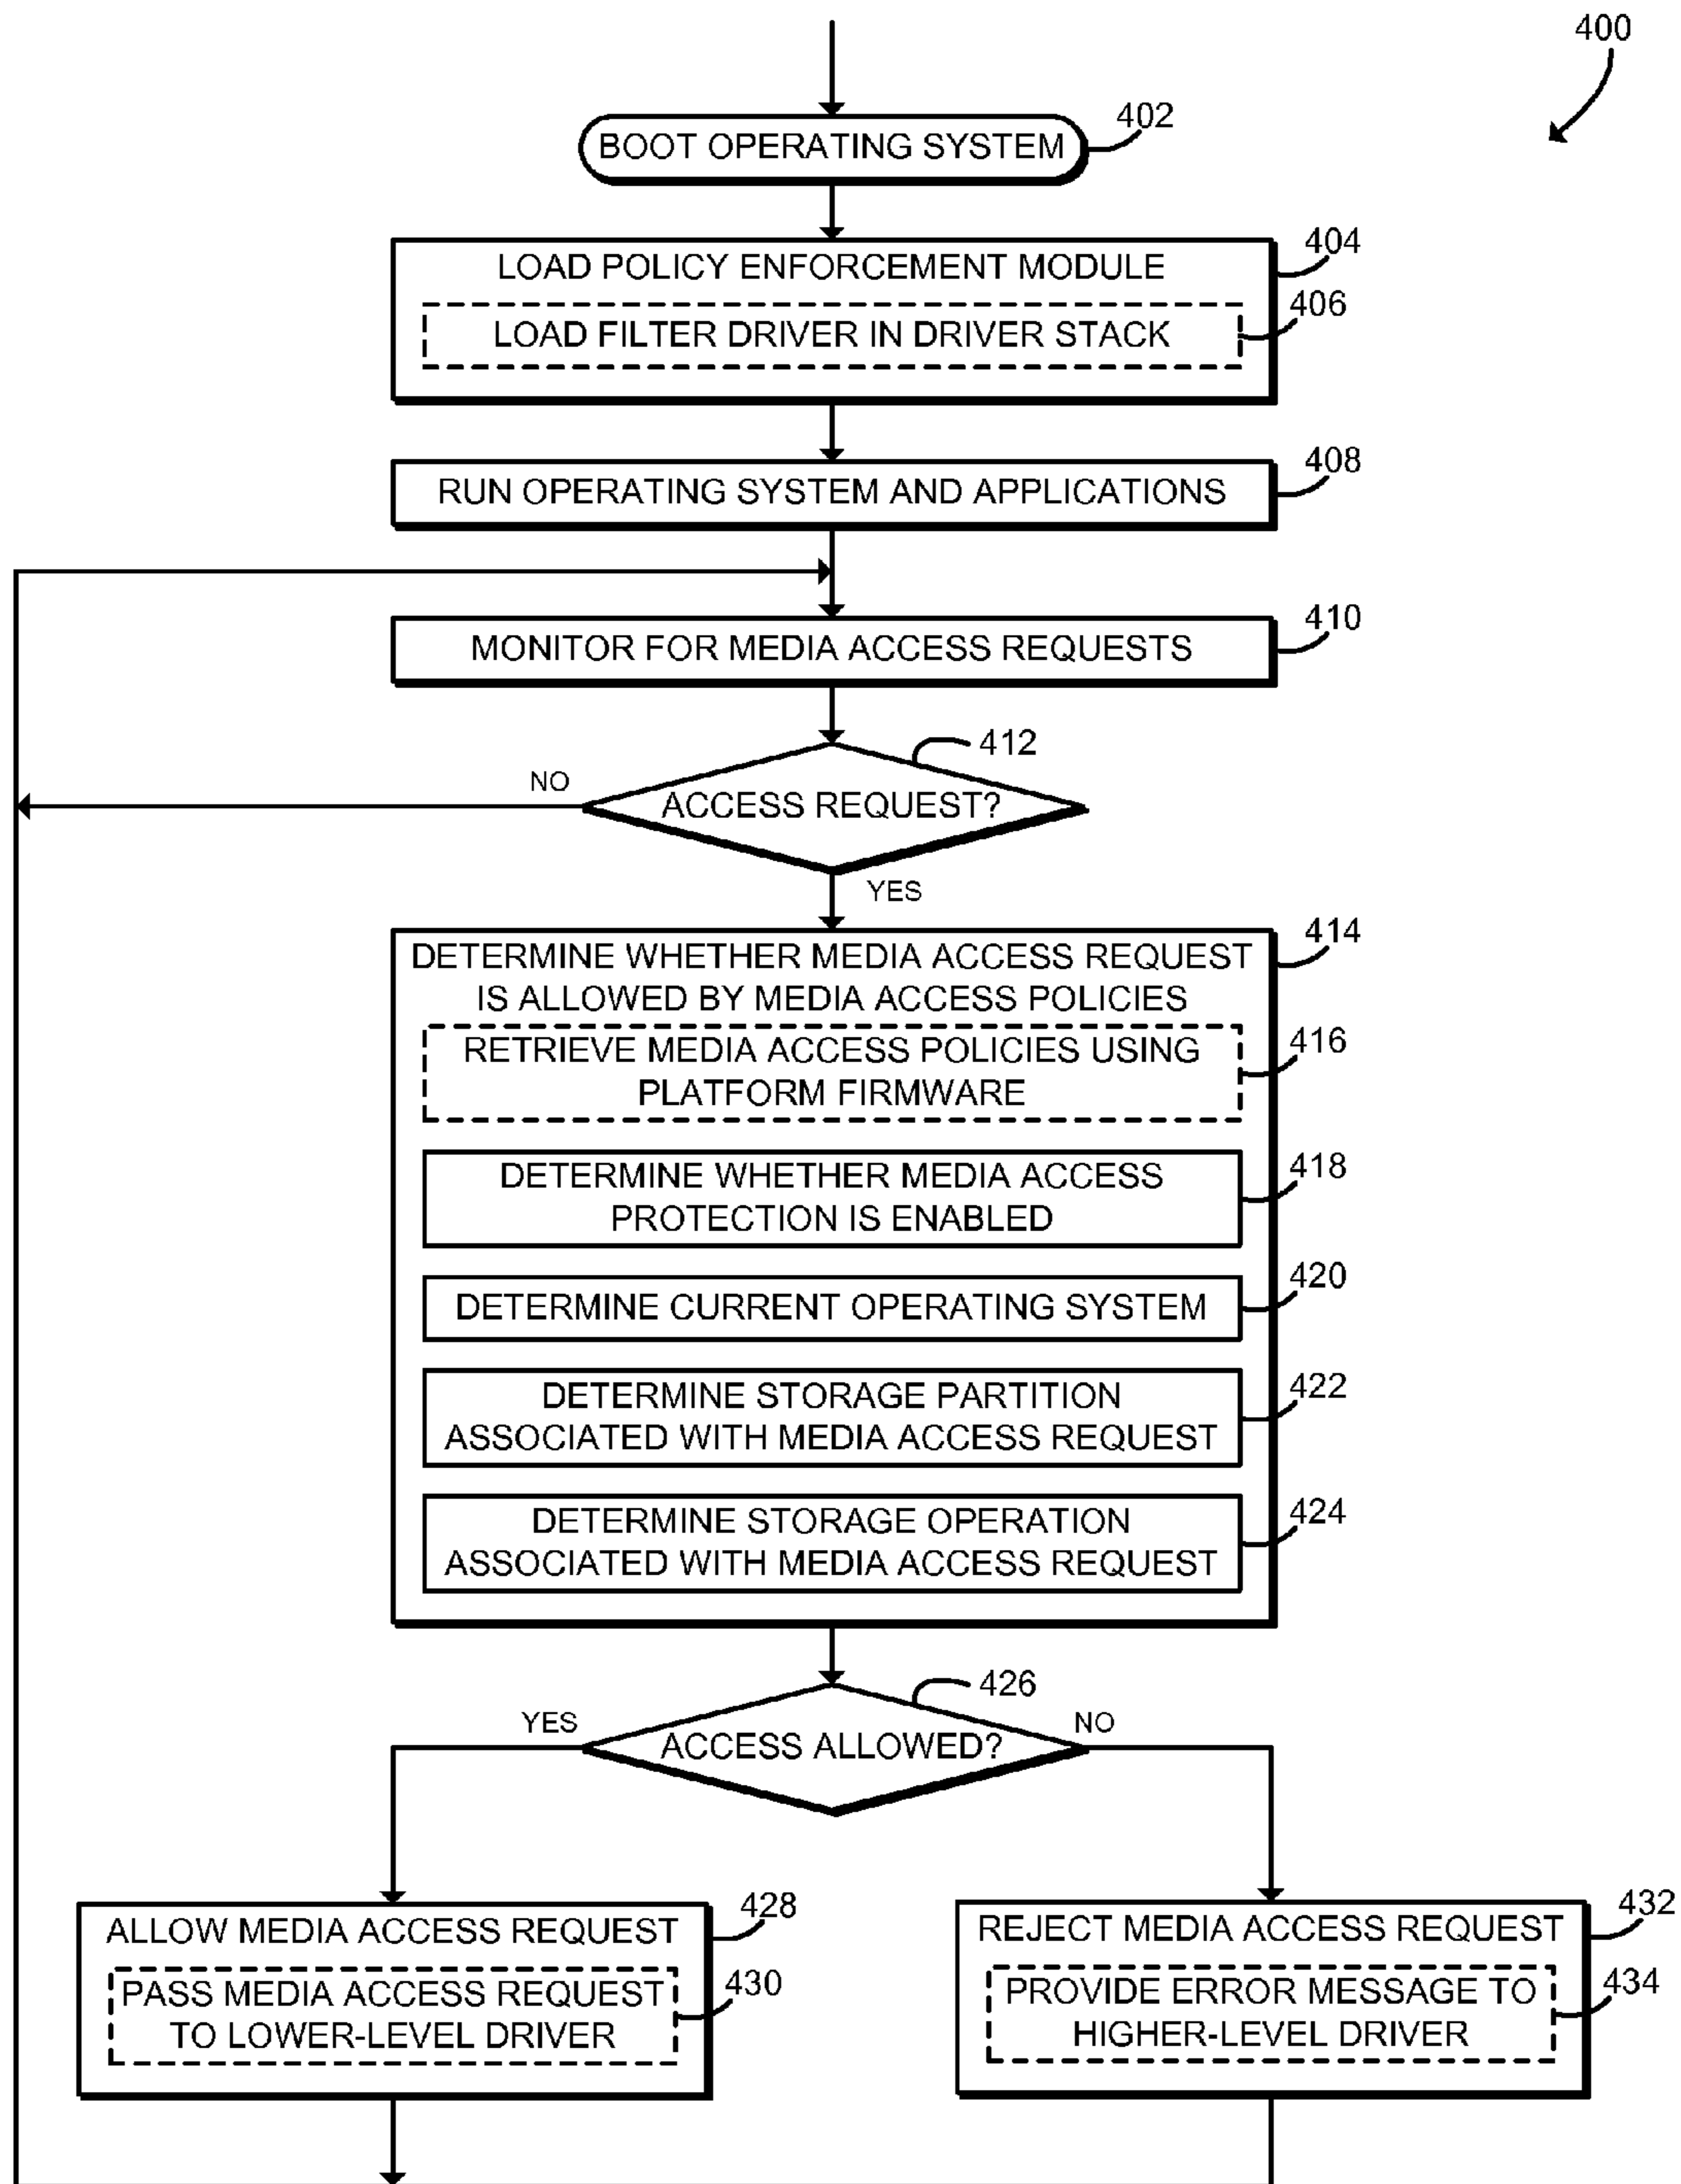 400
BOOT OPERATING SYSTEM
402
LOAD POLICY ENFORCEMENT MODULE
404
LOAD FILTER DRIVER IN DRIVER STACK
406
RUN OPERATING SYSTEM AND APPLICATIONS
408
MONITOR FOR MEDIA ACCESS REQUESTS
410
412
NO
ACCESS REQUEST?
YES
DETERMINE WHETHER MEDIA ACCESS REQUEST
IS ALLOWED BY MEDIA ACCESS POLICIES
414
RETRIEVE MEDIA ACCESS POLICIES USING
PLATFORM FIRMWARE
416
DETERMINE WHETHER MEDIA ACCESS
PROTECTION IS ENABLED
418
DETERMINE CURRENT OPERATING SYSTEM
420
DETERMINE STORAGE PARTITION
ASSOCIATED WITH MEDIA ACCESS REQUEST
422
DETERMINE STORAGE OPERATION
ASSOCIATED WITH MEDIA ACCESS REQUEST
424
426
YES
ACCESS ALLOWED?
NO
ALLOW MEDIA ACCESS REQUEST
428
PASS MEDIA ACCESS REQUEST
TO LOWER-LEVEL DRIVER
430
REJECT MEDIA ACCESS REQUEST
432
PROVIDE ERROR MESSAGE TO
HIGHER-LEVEL DRIVER
434